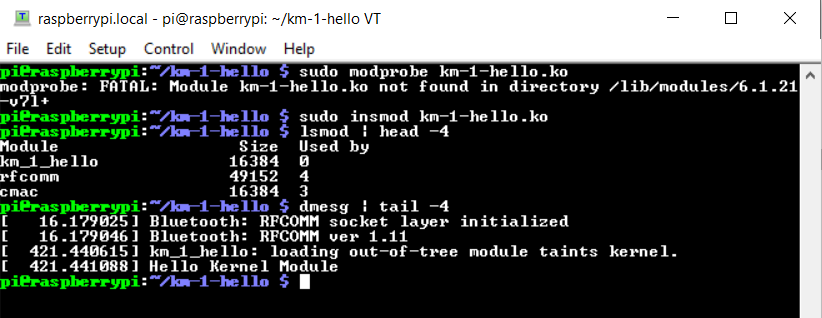 raspberrypi.local - pi@raspberrypi: ~/km-1-hello VT
File Edit Setup Control Window Help
pi@raspberrypi:~/km-1-hello $ sudo modprobe km-1-hello.ko
modprobe: FATAL: Module km-1-hello.ko not found in directory /lib/modules/6.1.21
-v7l+
pi@raspberrypi:~/km-1-hello $ sudo insmod km-1-hello.ko
pi@raspberrypi:~/km-1-hello $ lsmod | head -4
Module                  Size  Used by
km_1_hello             16384  0
rfcomm                 49152  4
cmac                   16384  3
pi@raspberrypi:~/km-1-hello $ dmesg | tail -4
[   16.179025] Bluetooth: RFCOMM socket layer initialized
[   16.179046] Bluetooth: RFCOMM ver 1.11
[  421.440615] km_1_hello: loading out-of-tree module taints kernel.
[  421.441088] Hello Kernel Module
pi@raspberrypi:~/km-1-hello $